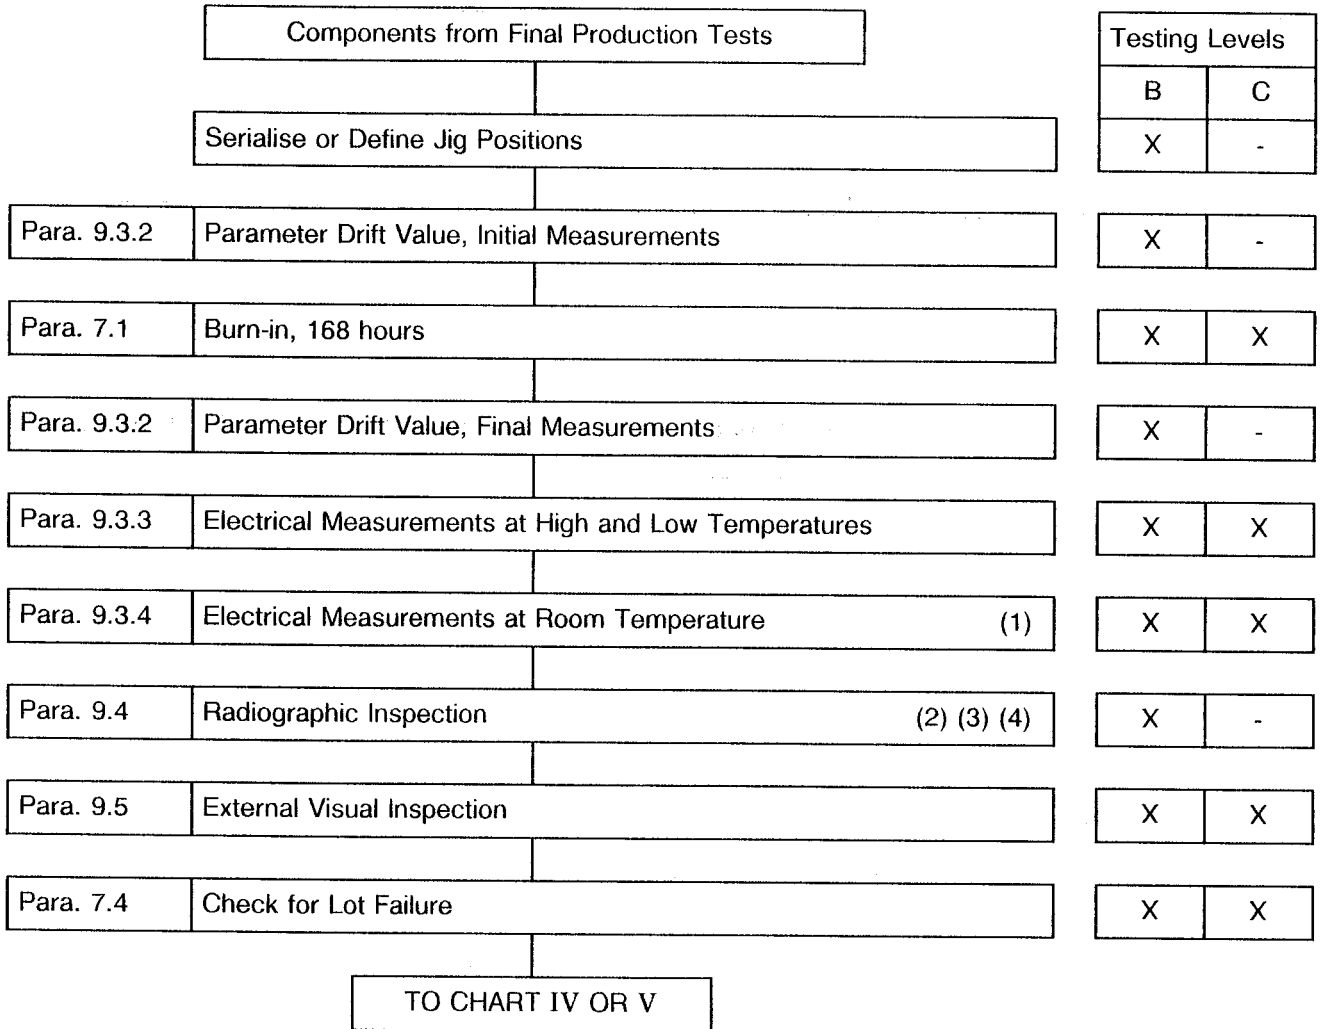 Components from Final Production Tests
Testing Levels
B C
Serialise or Define Jig Positions X -
Para. 9.3.2 Parameter Drift Value, Initial Measurements X -
Para. 7.1 Burn-in, 168 hours X X
Para. 9.3.2 Parameter Drift Value, Final Measurements X -
Para. 9.3.3 Electrical Measurements at High and Low Temperatures X X
Para. 9.3.4 Electrical Measurements at Room Temperature (1) X X
Para. 9.4 Radiographic Inspection (2) (3) (4) X -
Para. 9.5 External Visual Inspection X X
Para. 7.4 Check for Lot Failure X X
TO CHART IV OR V